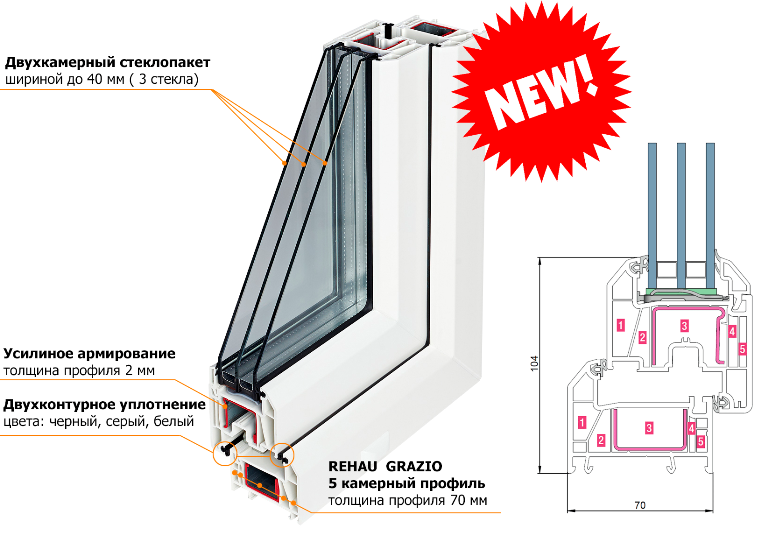 Двухкамерный стеклопакет
шириной до 40 мм ( 3 стекла)
NEW!
Усилиное армирование
толщина профиля 2 мм
Двухконтурное уплотнение
цвета: черный, серый, белый
REHAU GRAZIO
5 камерный профиль
толщина профиля 70 мм
104
1 2 3 4 5
1 2 3 4 5
70